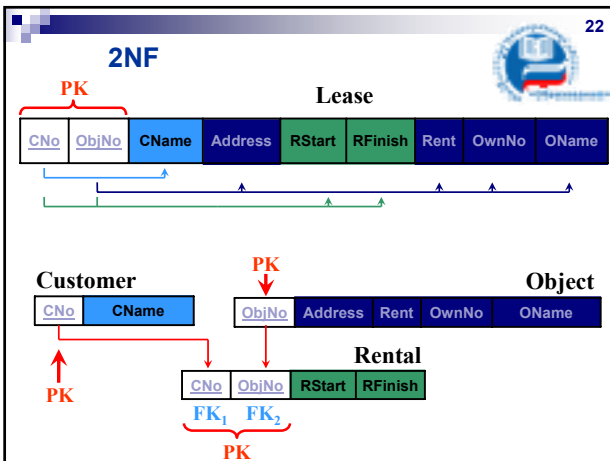 22
2NF
PK
Lease
CNo ObjNo CName Address RStart RFinish Rent OwnNo OName
Customer
PK
Object
CNo CName
ObjNo Address Rent OwnNo OName
Rental
PK
CNo ObjNo RStart RFinish
FK1 FK2
PK